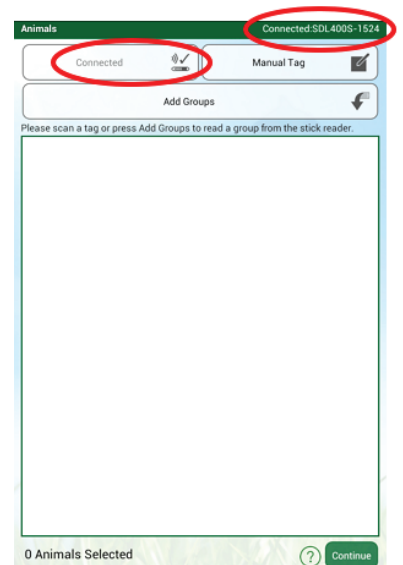 Animals Connected:SDL400S-1524
Connected Manual Tag
Add Groups
Please scan a tag or press Add Groups to read a group from the stick reader.
0 Animals Selected ? Continue